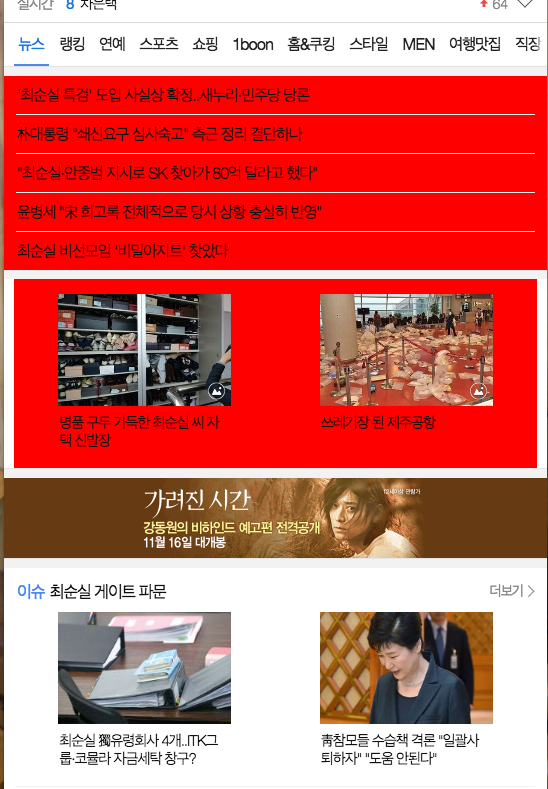 실시간 8 차은택 64
뉴스 랭킹 연예 스포츠 쇼핑 1boon 홈&쿠킹 스타일 MEN 여행맛집 직장
'최순실 특검' 도입 사실상 확정..새누리·민주당 당론
朴대통령 "쇄신요구 심사숙고" 측근 정리 결단하나
"최순실·안종범 지시로 SK 찾아가 80억 달라고 했다"
윤병세 "宋 회고록 전체적으로 당시 상황 충실히 반영"
최순실 비선모임 '비밀아지트' 찾았다
명품 구두 가득한 최순실 씨 자
택 신발장
쓰레기장 된 제주공항
가려진 시간
12세이상 관람가
강동원의 비하인드 예고편 전격공개
11월 16일 대개봉
이슈 최순실 게이트 파문
더보기
최순실 獨유령회사 4개..ITK그
룹·코뮬라 자금세탁 창구?
靑참모들 수습책 격론 "일괄사
퇴하자" "도움 안된다"